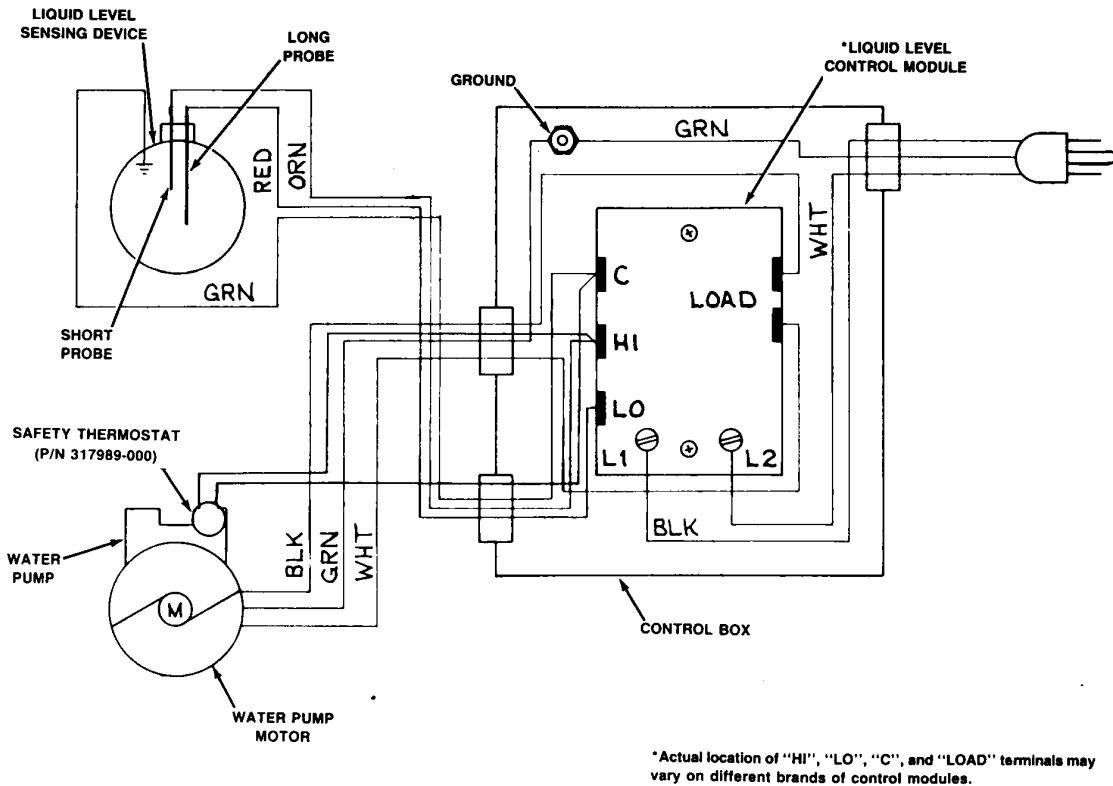 LIQUID LEVEL
SENSING DEVICE
LONG
PROBE
*LIQUID LEVEL
CONTROL MODULE
GROUND
GRN
RED
ORN
WHT
C
LOAD
GRN
SHORT
PROBE
HI
LO
SAFETY THERMOSTAT
(P/N 317989-000)
L1
L2
BLK
WATER
PUMP
BLK
GRN
WHT
M
CONTROL BOX
WATER PUMP
MOTOR
*Actual location of "HI", "LO", "C", and "LOAD" terminals may
vary on different brands of control modules.